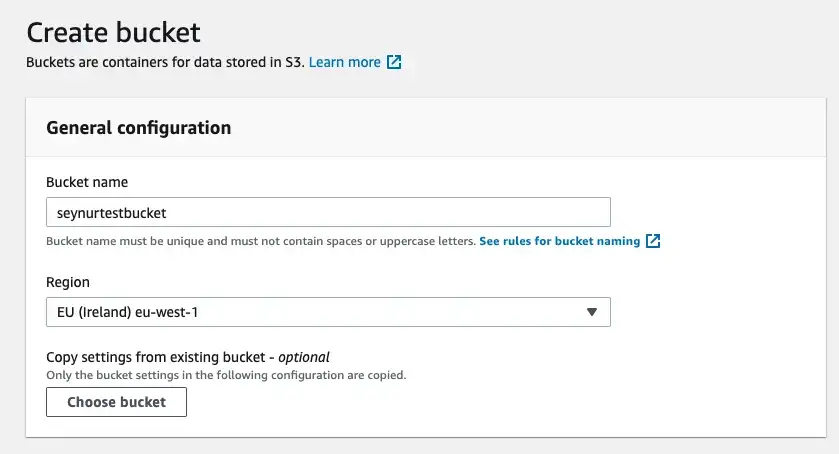 Create bucket
Buckets are containers for data stored in S3. Learn more
General configuration
Bucket name
seynurtestbucket
Bucket name must be unique and must not contain spaces or uppercase letters. See rules for bucket naming
Region
EU (Ireland) eu-west-1
Copy settings from existing bucket - optional
Only the bucket settings in the following configuration are copied.
Choose bucket